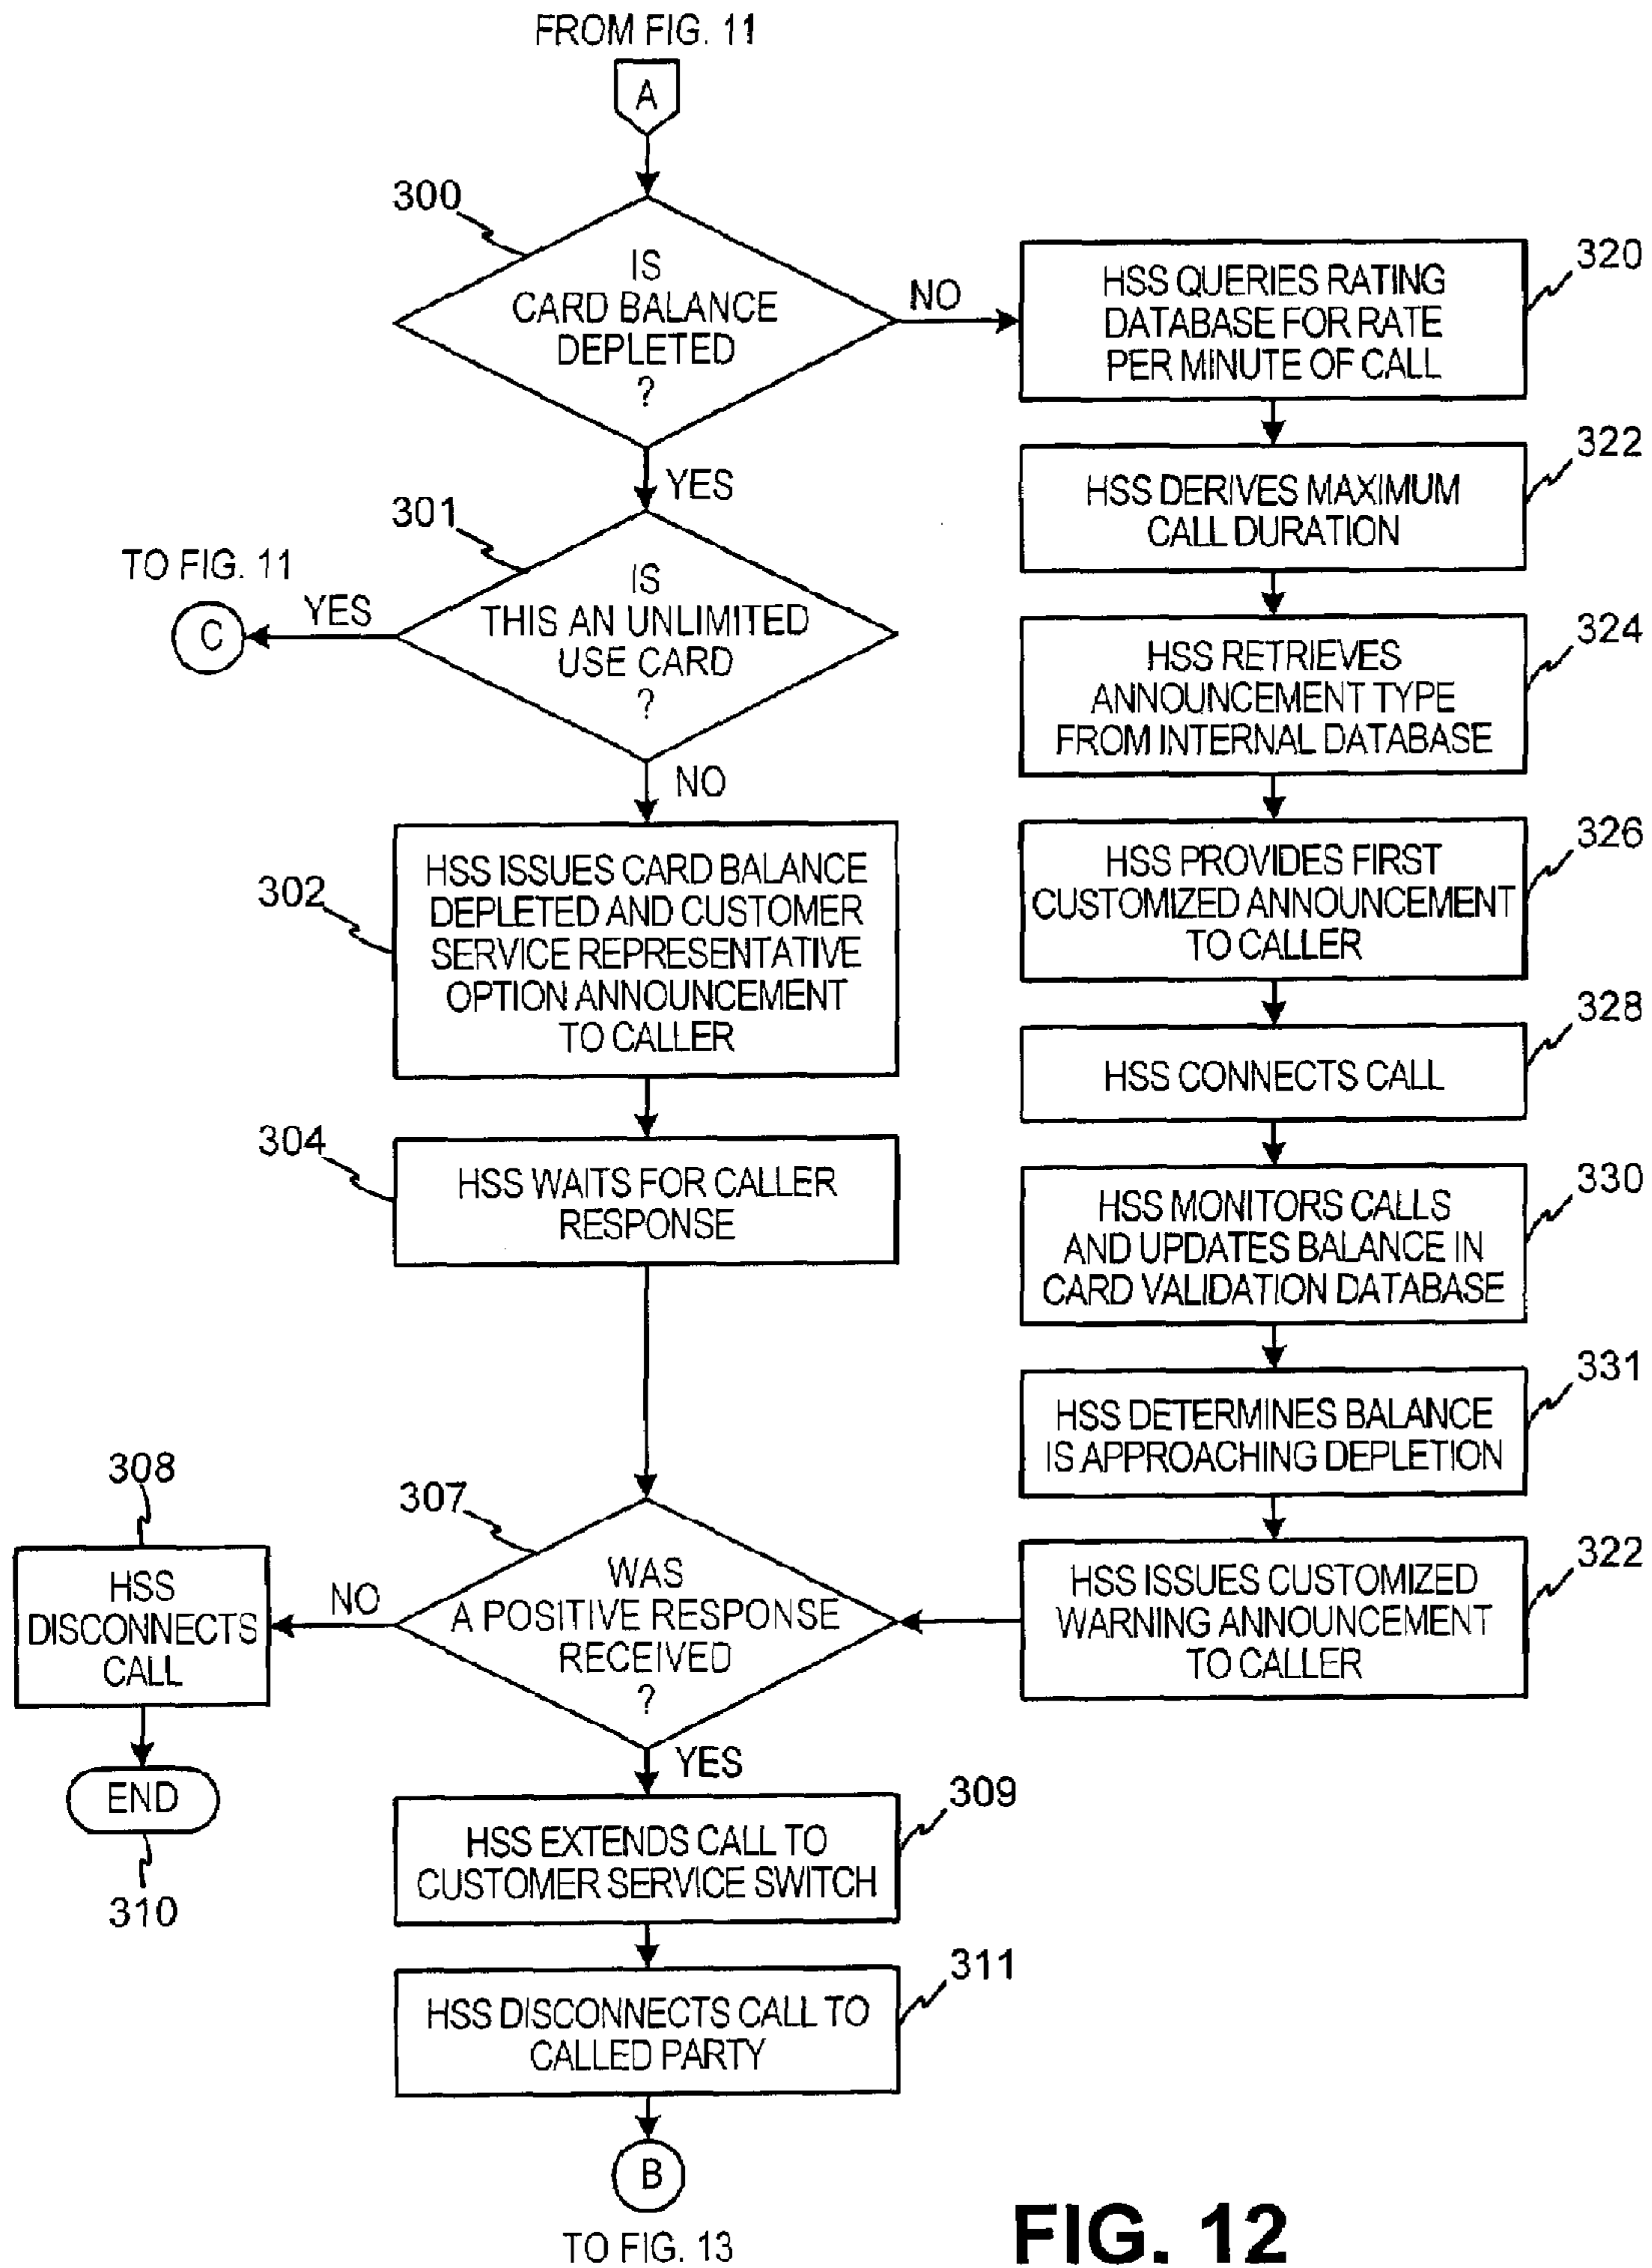 FROM FIG. 11
A
300
IS
CARD BALANCE
DEPLETED
?
NO
YES
301
TO FIG. 11
C
YES
IS
THIS AN UNLIMITED
USE CARD
?
NO
302
HSS ISSUES CARD BALANCE
DEPLETED AND CUSTOMER
SERVICE REPRESENTATIVE
OPTION ANNOUNCEMENT
TO CALLER
304
HSS WAITS FOR CALLER
RESPONSE
307
WAS
A POSITIVE RESPONSE
RECEIVED
?
NO
308
HSS
DISCONNECTS
CALL
END
310
YES
309
HSS EXTENDS CALL TO
CUSTOMER SERVICE SWITCH
311
HSS DISCONNECTS CALL TO
CALLED PARTY
B
TO FIG. 13
320
HSS QUERIES RATING
DATABASE FOR RATE
PER MINUTE OF CALL
322
HSS DERIVES MAXIMUM
CALL DURATION
324
HSS RETRIEVES
ANNOUNCEMENT TYPE
FROM INTERNAL DATABASE
326
HSS PROVIDES FIRST
CUSTOMIZED ANNOUNCEMENT
TO CALLER
328
HSS CONNECTS CALL
330
HSS MONITORS CALLS
AND UPDATES BALANCE IN
CARD VALIDATION DATABASE
331
HSS DETERMINES BALANCE
IS APPROACHING DEPLETION
322
HSS ISSUES CUSTOMIZED
WARNING ANNOUNCEMENT
TO CALLER
FIG. 12